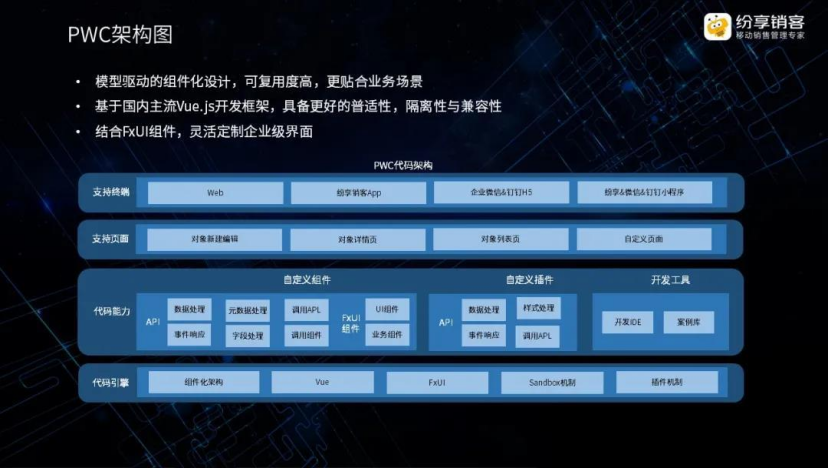 PWC架构图
纷享销客
移动销售管理专家
• 模型驱动的组件化设计，可复用度高，更贴合业务场景
• 基于国内主流Vue.js开发框架，具备更好的普适性，隔离性与兼容性
• 结合FxUI组件，灵活定制企业级界面
PWC代码架构
支持终端 Web 纷享销客App 企业微信&钉钉H5 纷享&微信&钉钉小程序
支持页面 对象新建编辑 对象详情页 对象列表页 自定义页面
自定义组件 自定义插件 开发工具
代码能力
API 数据处理 元数据处理 调用APL 事件响应 字段处理 调用组件
FxUI组件 UI组件 业务组件
API 数据处理 样式处理 事件响应 调用APL
开发IDE 案例库
代码引擎 组件化架构 Vue FxUI Sandbox机制 插件机制